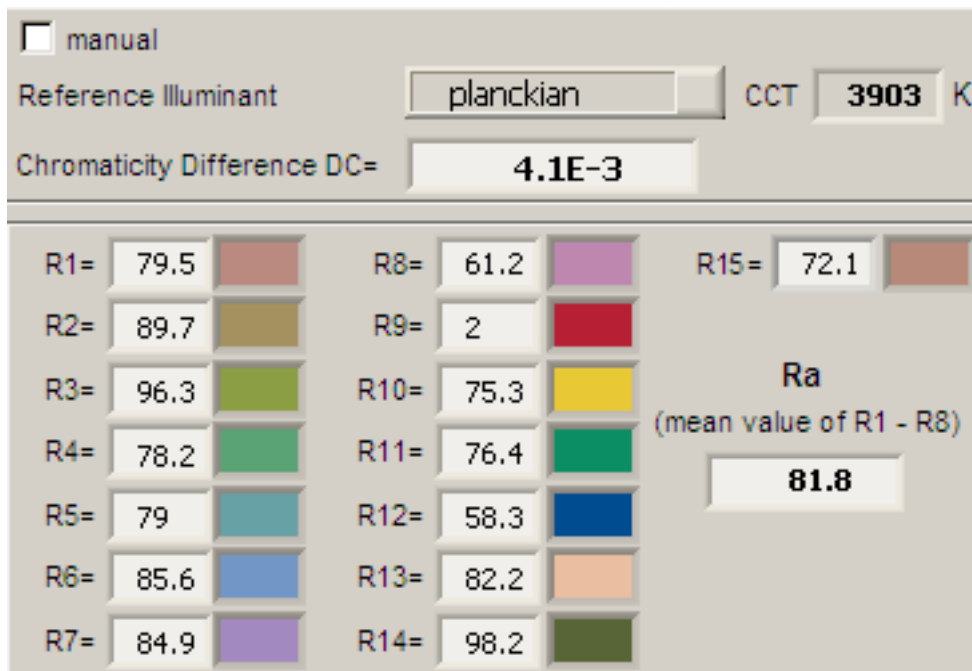 manual
Reference Illuminant planckian CCT 3903 K
Chromaticity Difference DC= 4.1E-3
R1= 79.5 R8= 61.2 R15= 72.1
R2= 89.7 R9= 2
R3= 96.3 R10= 75.3 Ra
R4= 78.2 R11= 76.4 (mean value of R1 - R8)
R5= 79 R12= 58.3 81.8
R6= 85.6 R13= 82.2
R7= 84.9 R14= 98.2